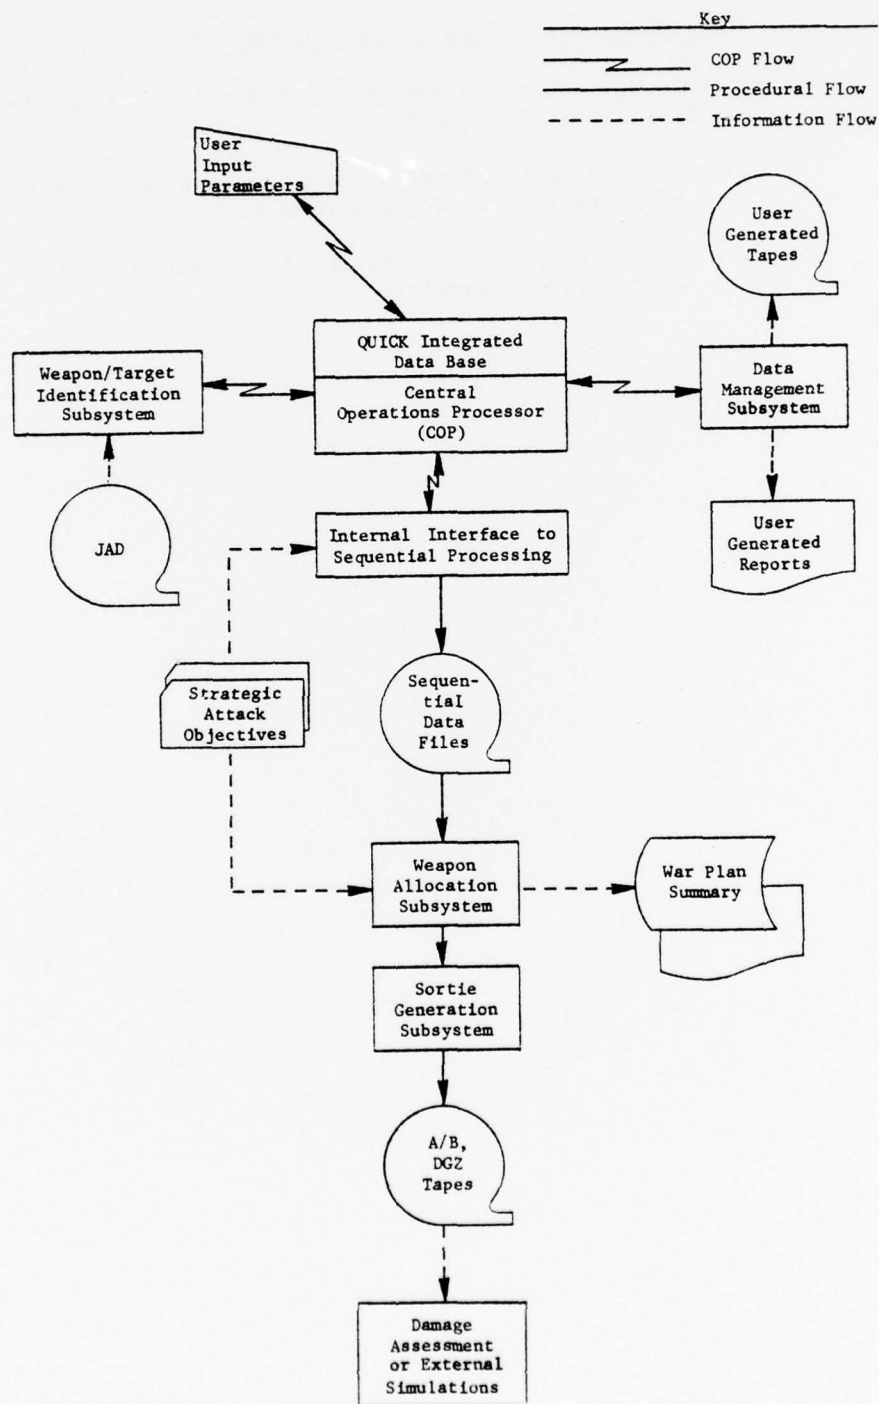 Key
COP Flow
Procedural Flow
Information Flow
User
Input
Parameters
User
Generated
Tapes
QUICK Integrated
Data Base
Central
Operations Processor
(COP)
Weapon/Target
Identification
Subsystem
Data
Management
Subsystem
JAD
Internal Interface to
Sequential Processing
User
Generated
Reports
Strategic
Attack
Objectives
Sequen-
tial
Data
Files
Weapon
Allocation
Subsystem
War Plan
Summary
Sortie
Generation
Subsystem
A/B,
DGZ
Tapes
Damage
Assessment
or External
Simulations